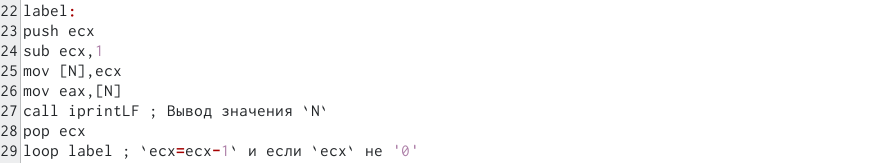 22 label:
23 push ecx
24 sub ecx,1
25 mov [N],ecx
26 mov eax,[N]
27 call iprintLF ; Вывод значения `N`
28 pop ecx
29 loop label ; `ecx=ecx-1` и если `ecx` не '0'